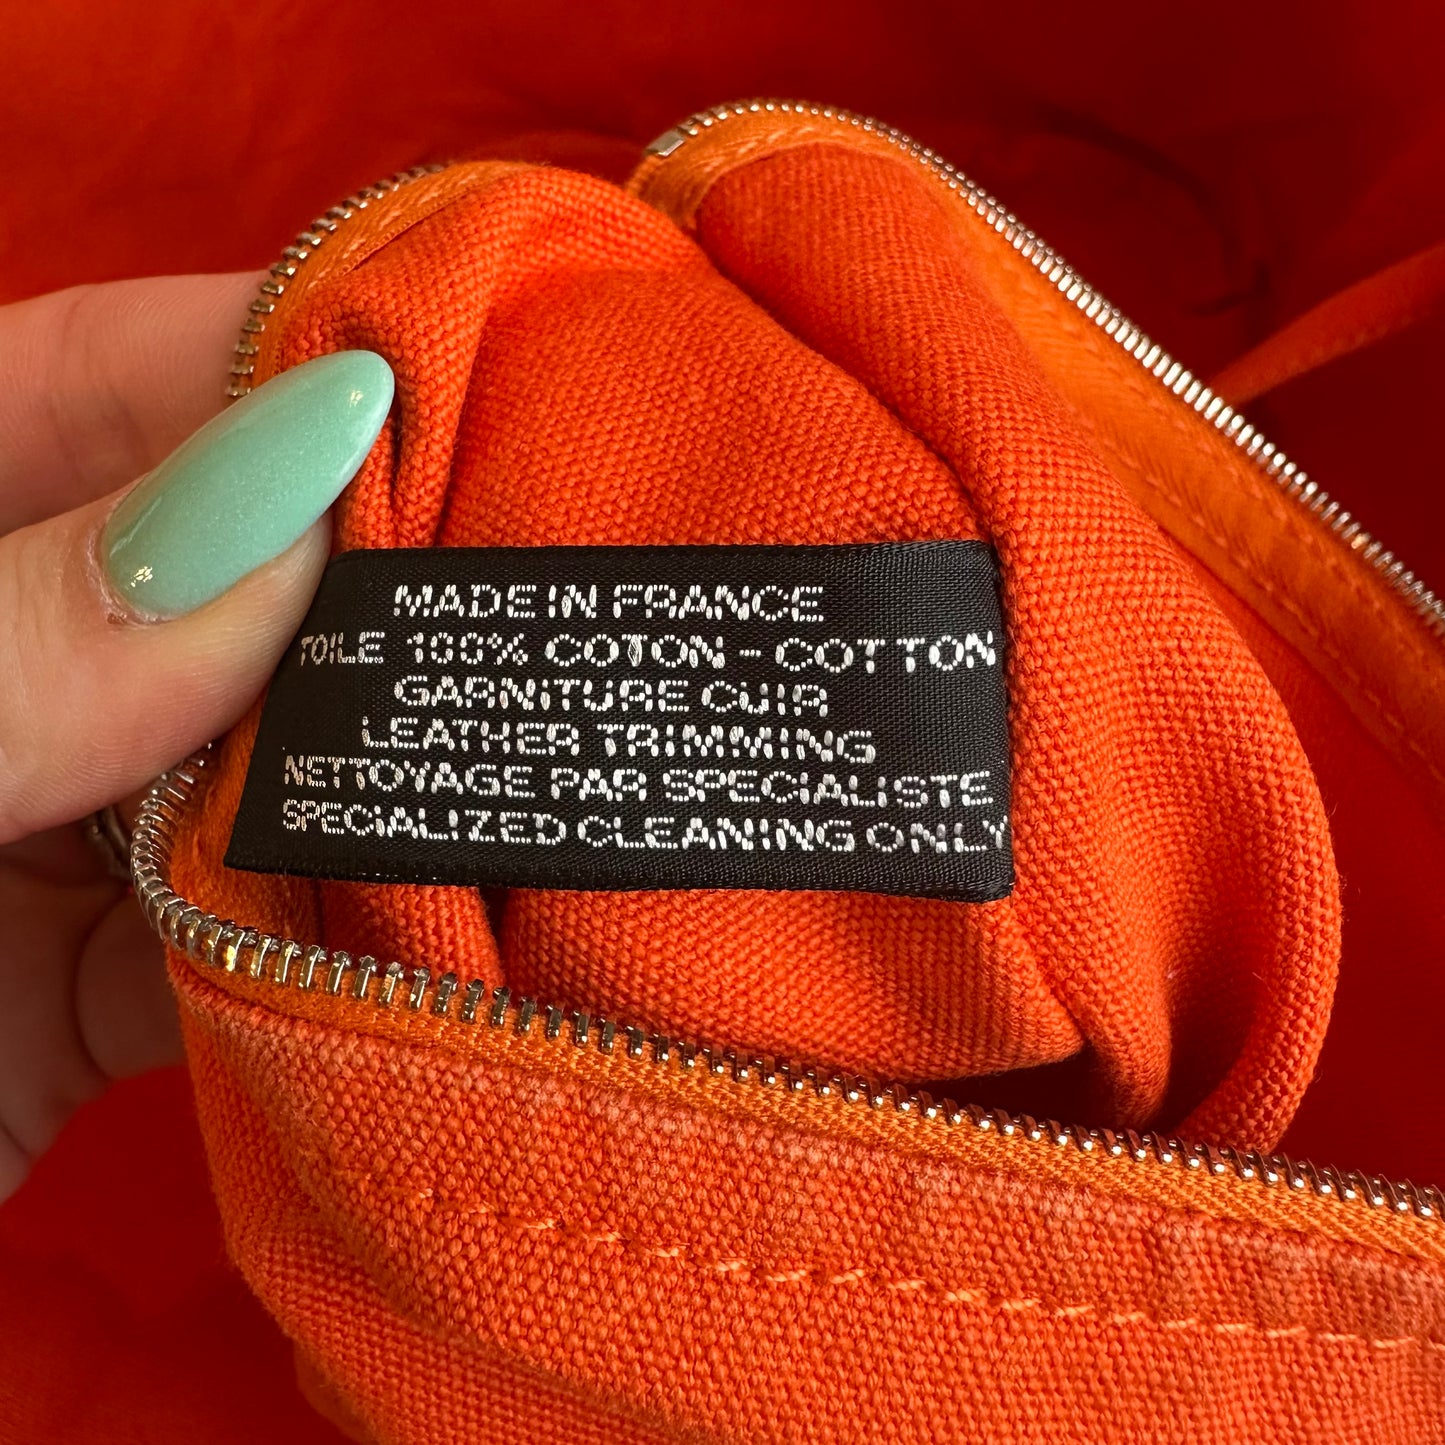 MADE IN FRANCE
TOILE 100% COTON - COTTON
GARNITURE CUIR
LEATHER TRIMMING
NETTOYAGE PAR SPECIALISTE
SPECIALIZED CLEANING ONLY